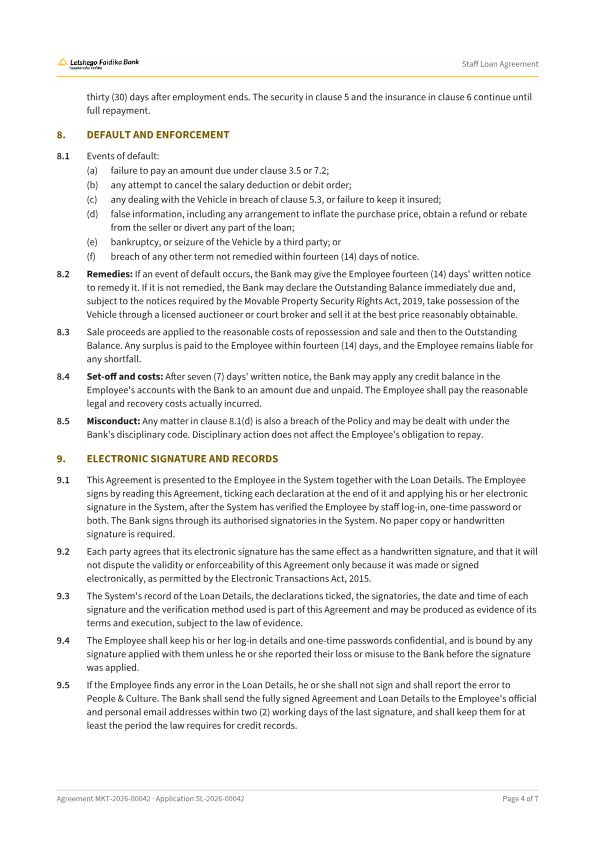 Letshego Faidika Bank
Staff Loan Agreement
thirty (30) days after employment ends. The security in clause 5 and the insurance in clause 6 continue until
full repayment.
8. DEFAULT AND ENFORCEMENT
8.1 Events of default:
(a) failure to pay an amount due under clause 3.5 or 7.2;
(b) any attempt to cancel the salary deduction or debit order;
(c) any dealing with the Vehicle in breach of clause 5.3, or failure to keep it insured;
(d) false information, including any arrangement to inflate the purchase price, obtain a refund or rebate
from the seller or divert any part of the loan;
(e) bankruptcy, or seizure of the Vehicle by a third party; or
(f) breach of any other term not remedied within fourteen (14) days of notice.
8.2 Remedies: If an event of default occurs, the Bank may give the Employee fourteen (14) days' written notice
to remedy it. If it is not remedied, the Bank may declare the Outstanding Balance immediately due and,
subject to the notices required by the Movable Property Security Rights Act, 2019, take possession of the
Vehicle through a licensed auctioneer or court broker and sell it at the best price reasonably obtainable.
8.3 Sale proceeds are applied to the reasonable costs of repossession and sale and then to the Outstanding
Balance. Any surplus is paid to the Employee within fourteen (14) days, and the Employee remains liable for
any shortfall.
8.4 Set-off and costs: After seven (7) days' written notice, the Bank may apply any credit balance in the
Employee's accounts with the Bank to an amount due and unpaid. The Employee shall pay the reasonable
legal and recovery costs actually incurred.
8.5 Misconduct: Any matter in clause 8.1(d) is also a breach of the Policy and may be dealt with under the
Bank's disciplinary code. Disciplinary action does not affect the Employee's obligation to repay.
9. ELECTRONIC SIGNATURE AND RECORDS
9.1 This Agreement is presented to the Employee in the System together with the Loan Details. The Employee
signs by reading this Agreement, ticking each declaration at the end of it and applying his or her electronic
signature in the System, after the System has verified the Employee by staff log-in, one-time password or
both. The Bank signs through its authorised signatories in the System. No paper copy or handwritten
signature is required.
9.2 Each party agrees that its electronic signature has the same effect as a handwritten signature, and that it will
not dispute the validity or enforceability of this Agreement only because it was made or signed
electronically, as permitted by the Electronic Transactions Act, 2015.
9.3 The System's record of the Loan Details, the declarations ticked, the signatories, the date and time of each
signature and the verification method used is part of this Agreement and may be produced as evidence of its
terms and execution, subject to the law of evidence.
9.4 The Employee shall keep his or her log-in details and one-time passwords confidential, and is bound by any
signature applied with them unless he or she reported their loss or misuse to the Bank before the signature
was applied.
9.5 If the Employee finds any error in the Loan Details, he or she shall not sign and shall report the error to
People & Culture. The Bank shall send the fully signed Agreement and Loan Details to the Employee's official
and personal email addresses within two (2) working days of the last signature, and shall keep them for at
least the period the law requires for credit records.
Agreement MKT-2026-00042 · Application SL-2026-00042
Page 4 of 7